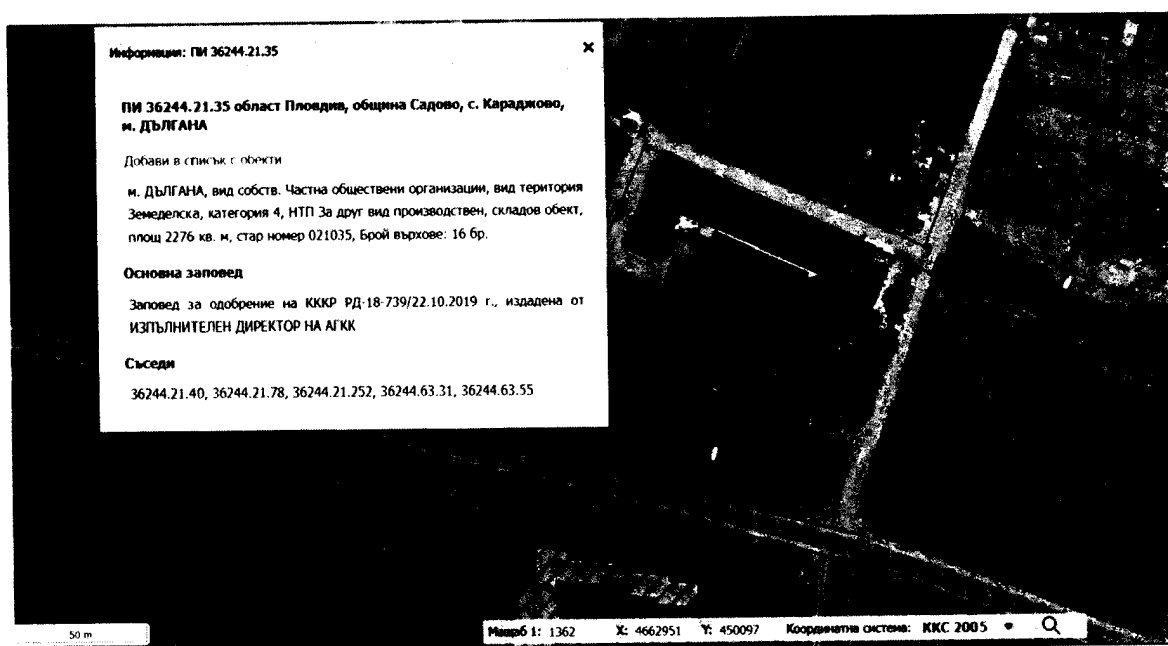 Информация: ПИ 36244.21.35
ПИ 36244.21.35 област Пловдив, община Садово, с. Караджово,
м. ДЪЛГАНА
Добави в списък с обекти
м. ДЪЛГАНА, вид собств. Частна обществени организации, вид територия
Земеделска, категория 4, НТП За друг вид производствен, складов обект,
площ 2276 кв. м, стар номер 021035, Брой върхове: 16 бр.
Основна заповед
Заповед за одобрение на КККР РД-18-739/22.10.2019 г., издадена от
ИЗПЪЛНИТЕЛЕН ДИРЕКТОР НА АГКК
Съседи
36244.21.40, 36244.21.78, 36244.21.252, 36244.63.31, 36244.63.55
50 m
Мащаб 1: 1362 X: 4662951 Y: 450097 Координатна система: ККС 2005